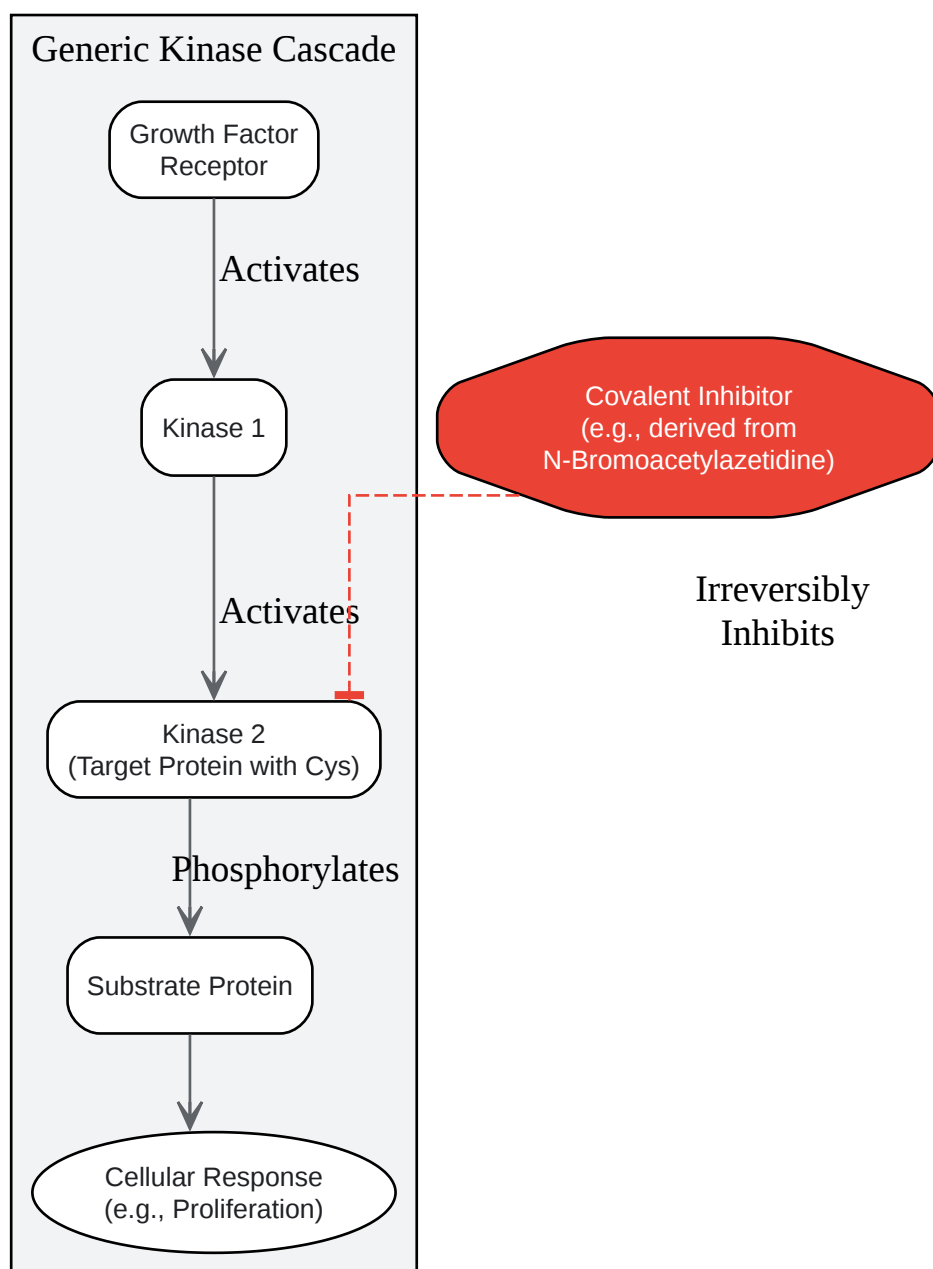 Generic Kinase Cascade
Growth Factor
Receptor
Activates
Kinase 1
Covalent Inhibitor
(e.g., derived from
N-Bromoacetylazetidine)
Activates
Irreversibly
Inhibits
Kinase 2
(Target Protein with Cys)
Phosphorylates
Substrate Protein
Cellular Response
(e.g., Proliferation)